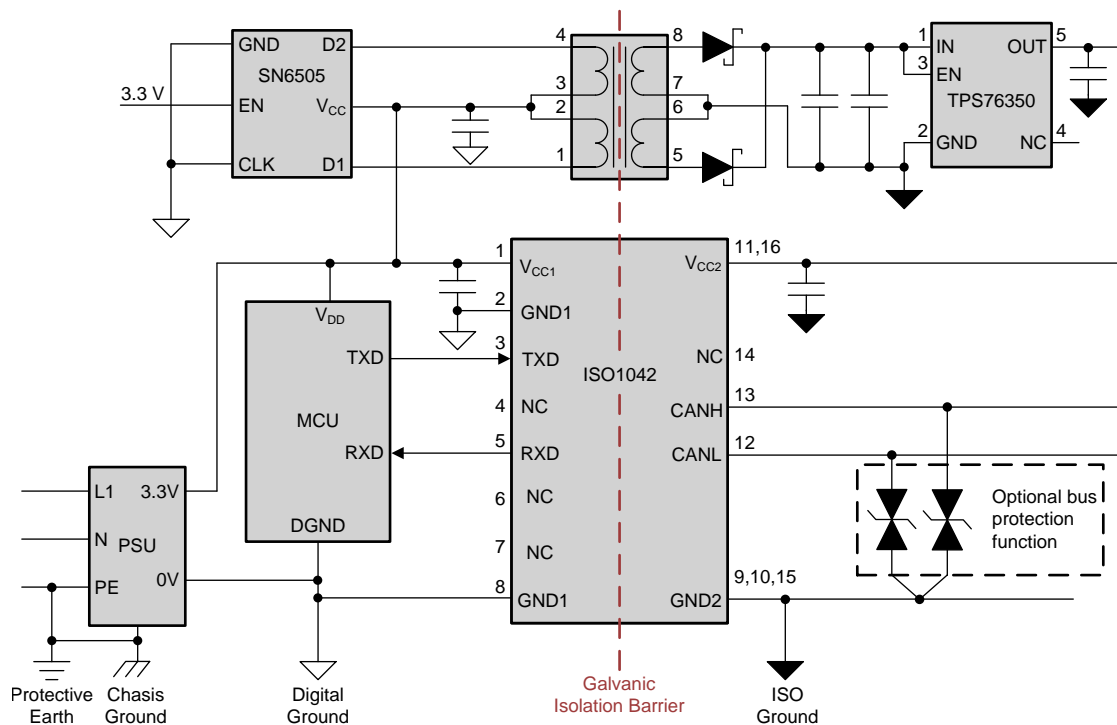 GND D2
SN6505
3.3 V
EN VCC
CLK D1
4
3
2
1
8
7
6
5
1 IN OUT 5
3 EN
TPS76350
2 GND NC 4
1 VCC1 VCC2 11,16
2 GND1
3 TXD NC 14
ISO1042
4 NC CANH 13
5 RXD CANL 12
6 NC
7 NC
8 GND1 GND2 9,10,15
VDD
TXD
MCU
RXD
DGND
L1 3.3V
N PSU
PE 0V
Optional bus
protection
function
Protective
Earth
Chasis
Ground
Digital
Ground
Galvanic
Isolation Barrier
ISO
Ground